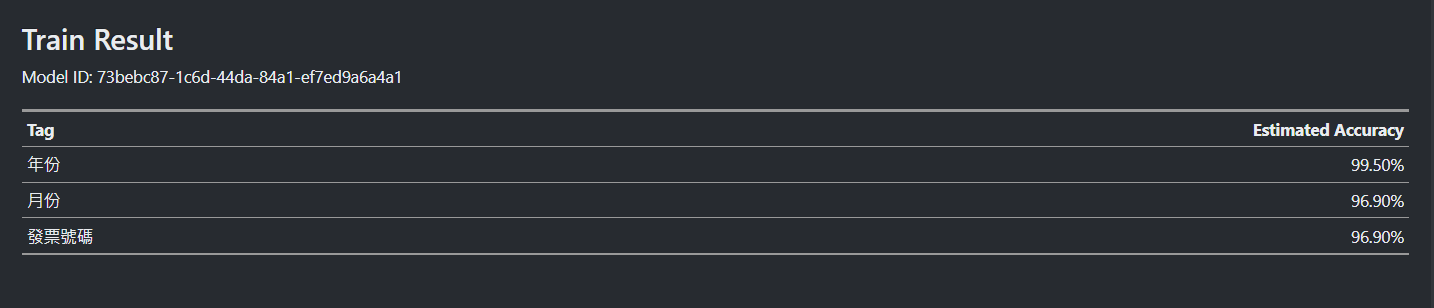 Train Result
Model ID: 73bebc87-1c6d-44da-84a1-ef7ed9a6a4a1
Tag Estimated Accuracy
年份 99.50%
月份 96.90%
發票號碼 96.90%